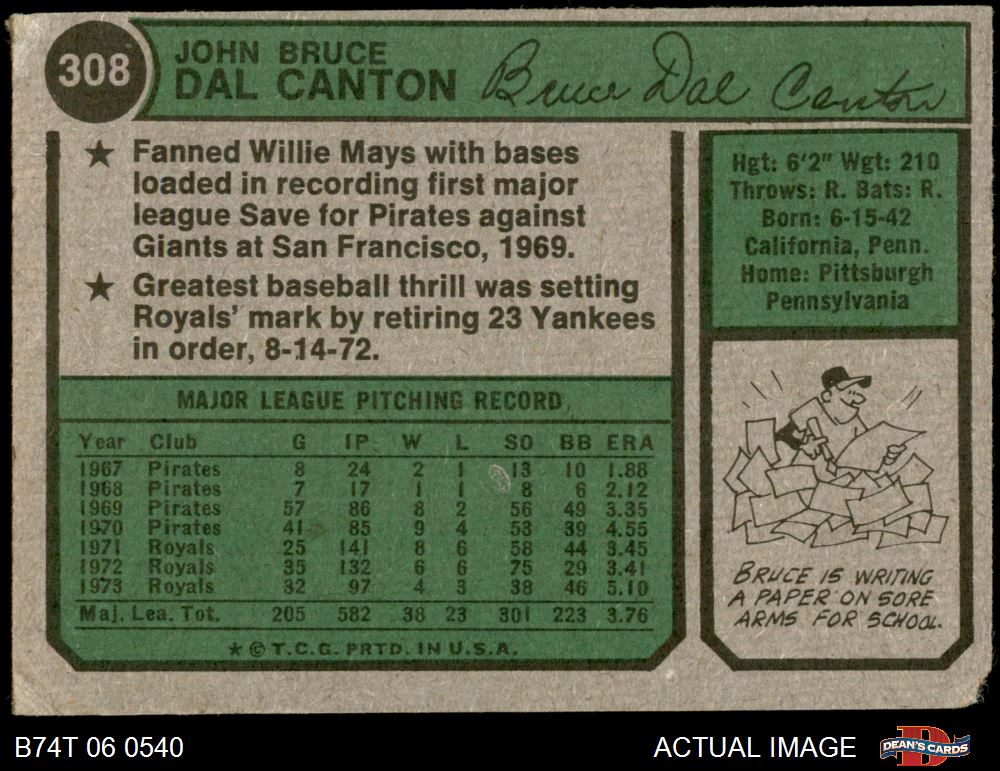 308
JOHN BRUCE
DAL CANTON
Bruce Dal Canton
★ Fanned Willie Mays with bases
loaded in recording first major
league Save for Pirates against
Giants at San Francisco, 1969.
★ Greatest baseball thrill was setting
Royals' mark by retiring 23 Yankees
in order, 8-14-72.
Hgt: 6'2" Wgt: 210
Throws: R. Bats: R.
Born: 6-15-42
California, Penn.
Home: Pittsburgh
Pennsylvania
MAJOR LEAGUE PITCHING RECORD
Year Club G IP W L SO BB ERA
1967 Pirates 8 24 2 1 13 10 1.88
1968 Pirates 7 17 1 1 8 6 2.12
1969 Pirates 57 86 8 2 56 49 3.35
1970 Pirates 41 85 9 4 53 39 4.55
1971 Royals 25 141 8 6 58 44 3.45
1972 Royals 35 132 6 6 75 29 3.41
1973 Royals 32 97 4 3 38 46 5.10
Maj. Lea. Tot. 205 582 38 23 301 223 3.76
★ © T.C.G. PRTD. IN U.S.A.
BRUCE IS WRITING
A PAPER ON SORE
ARMS FOR SCHOOL.
B74T 06 0540
ACTUAL IMAGE
DEAN'S CARDS